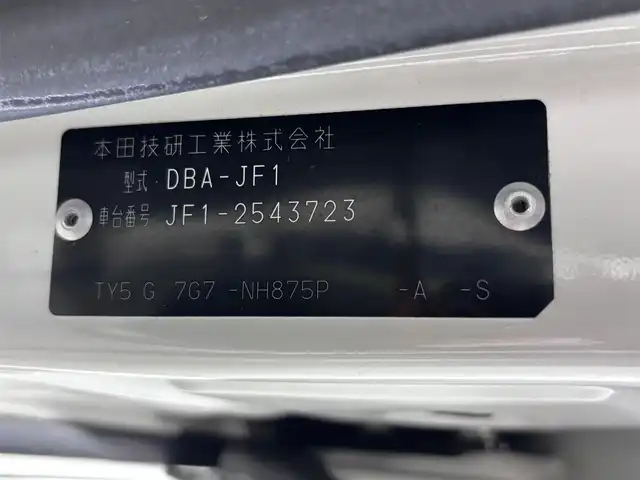 本田技研工業株式会社
型式 DBA-JF1
車台番号 JF1-2543723
TY5 G 7G7 -NH875P -A -S